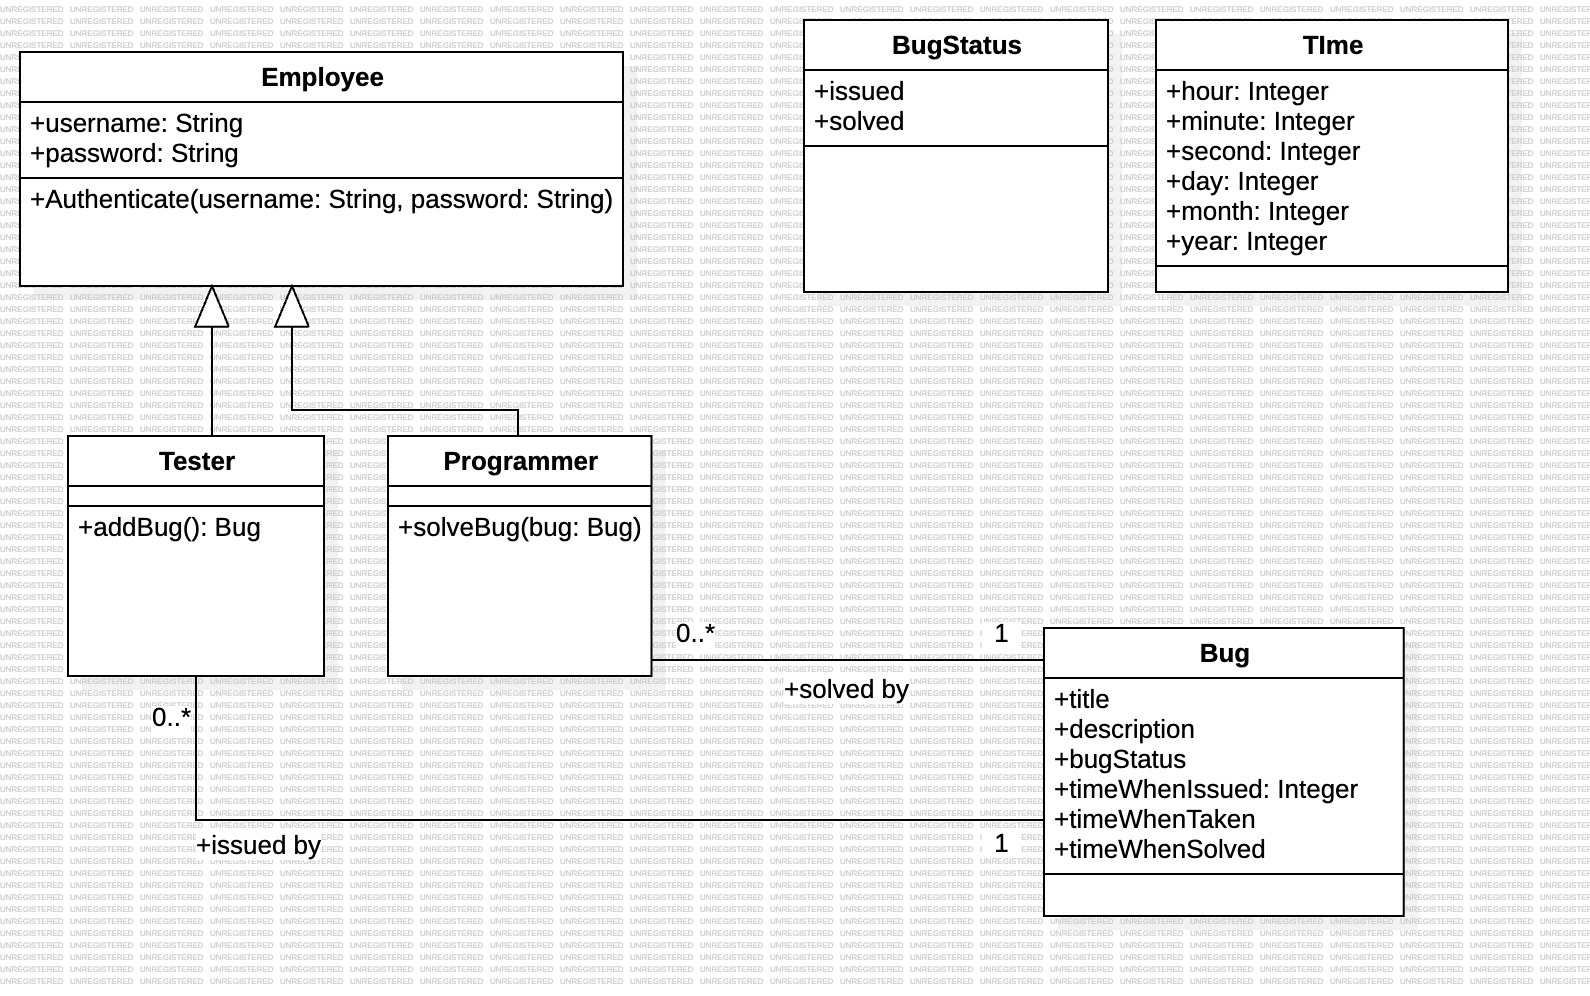 Employee
+username: String
+password: String
+Authenticate(username: String, password: String)
BugStatus
+issued
+solved
TIme
+hour: Integer
+minute: Integer
+second: Integer
+day: Integer
+month: Integer
+year: Integer
Tester
+addBug(): Bug
Programmer
+solveBug(bug: Bug)
0..*
1
+solved by
0..*
+issued by
1
Bug
+title
+description
+bugStatus
+timeWhenIssued: Integer
+timeWhenTaken
+timeWhenSolved
UNREGISTERED